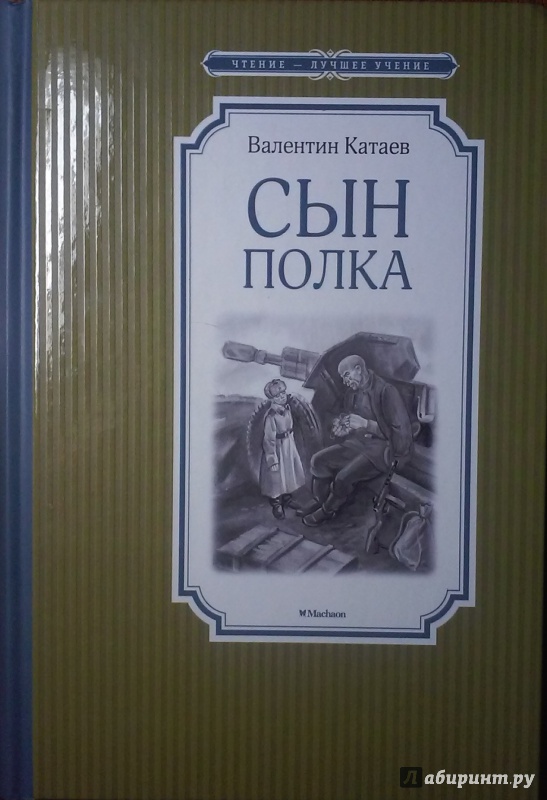 ЧТЕНИЕ — ЛУЧШЕЕ УЧЕНИЕ
Валентин Катаев
СЫН
ПОЛКА
Machaon
Лабиринт.ру